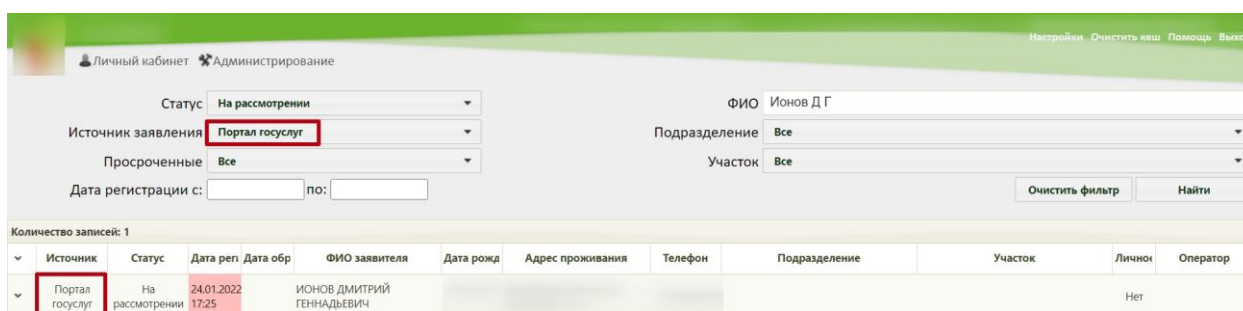 Настройки Очистить кеш Помощь Выхо
Личный кабинет Администрирование
Статус На рассмотрении ФИО Ионов Д Г
Источник заявления Портал госуслуг Подразделение Все
Просроченные Все Участок Все
Дата регистрации с: по: Очистить фильтр Найти
Количество записей: 1
Источник Статус Дата реги Дата обр ФИО заявителя Дата рожд Адрес проживания Телефон Подразделение Участок Личное Оператор
Портал На 24.01.2022 ИОНОВ ДМИТРИЙ
госуслуг рассмотрении 17:25 ГЕННАДЬЕВИЧ Нет